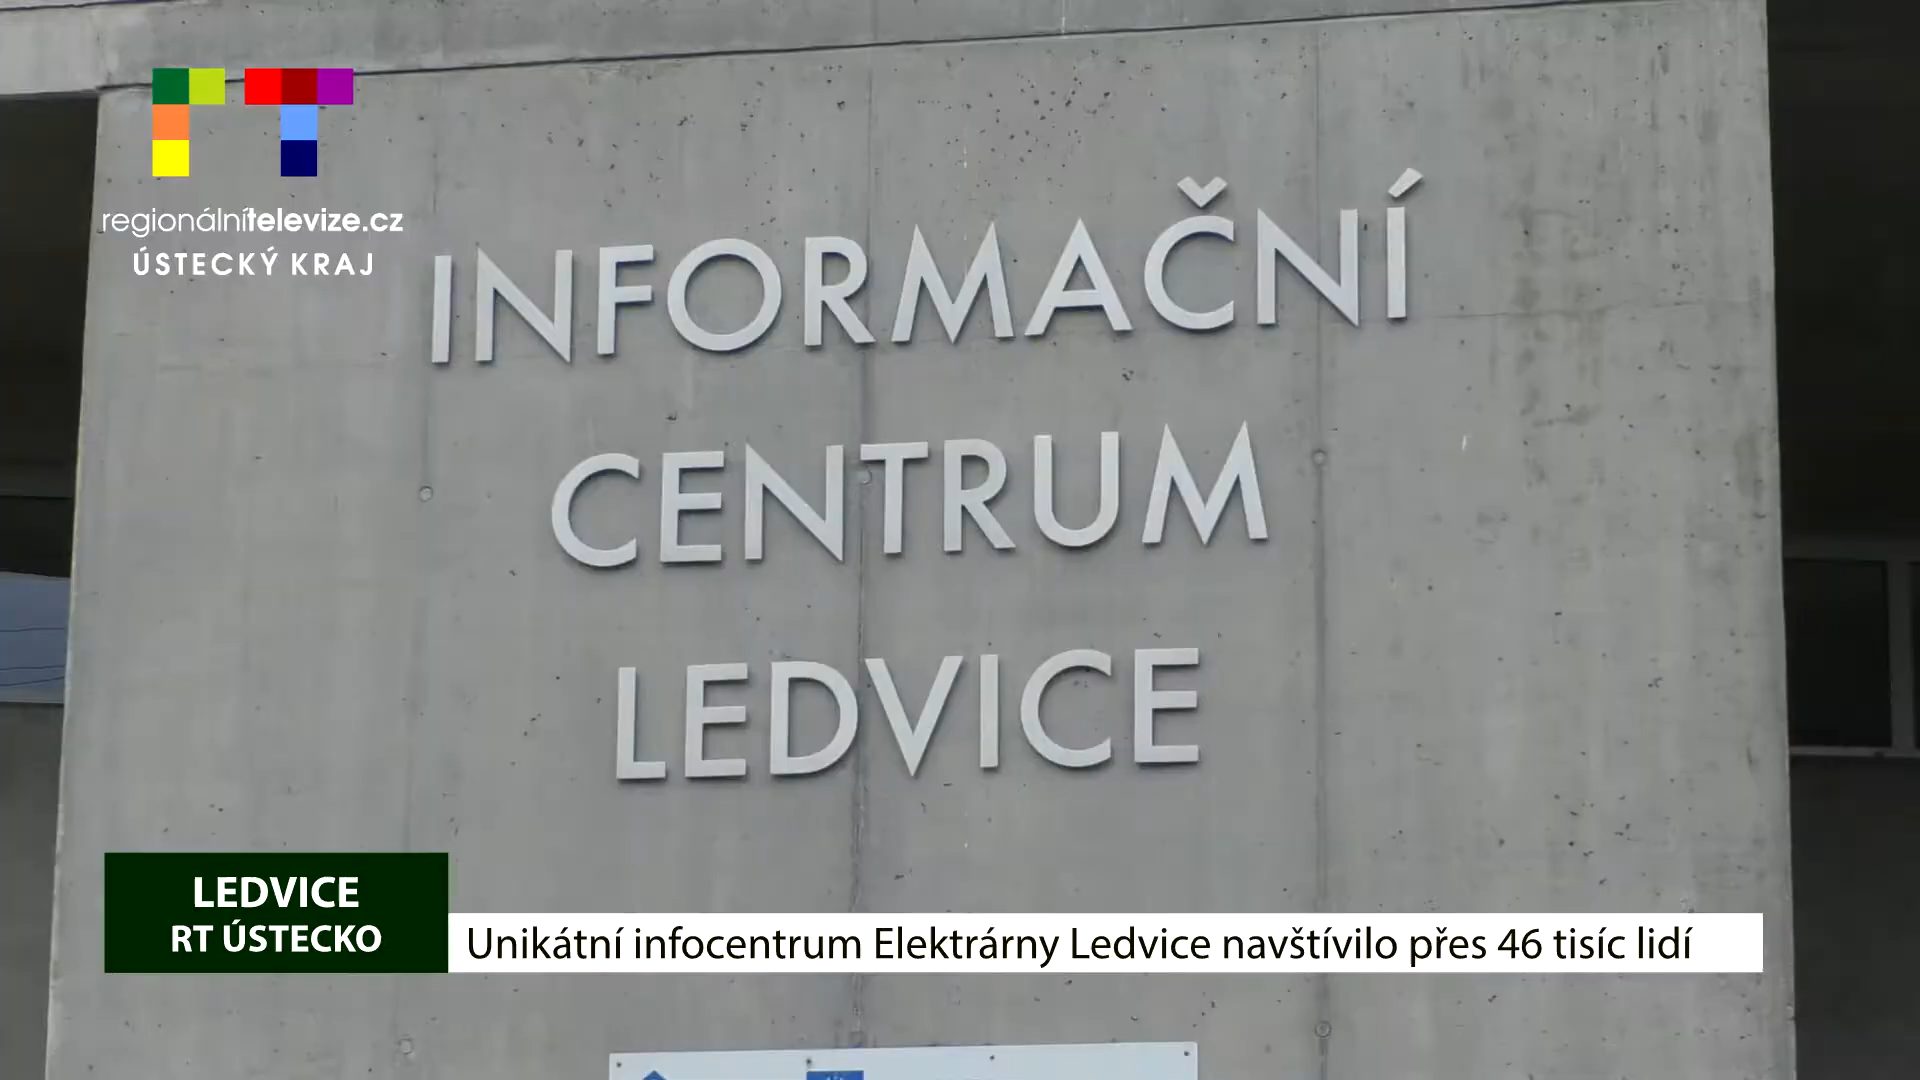 regionálnítelevize.cz
ÚSTECKÝ KRAJ
INFORMAČNÍ
CENTRUM
LEDVICE
LEDVICE
RT ÚSTECKO
Unikátní infocentrum Elektrárny Ledvice navštívilo přes 46 tisíc lidí